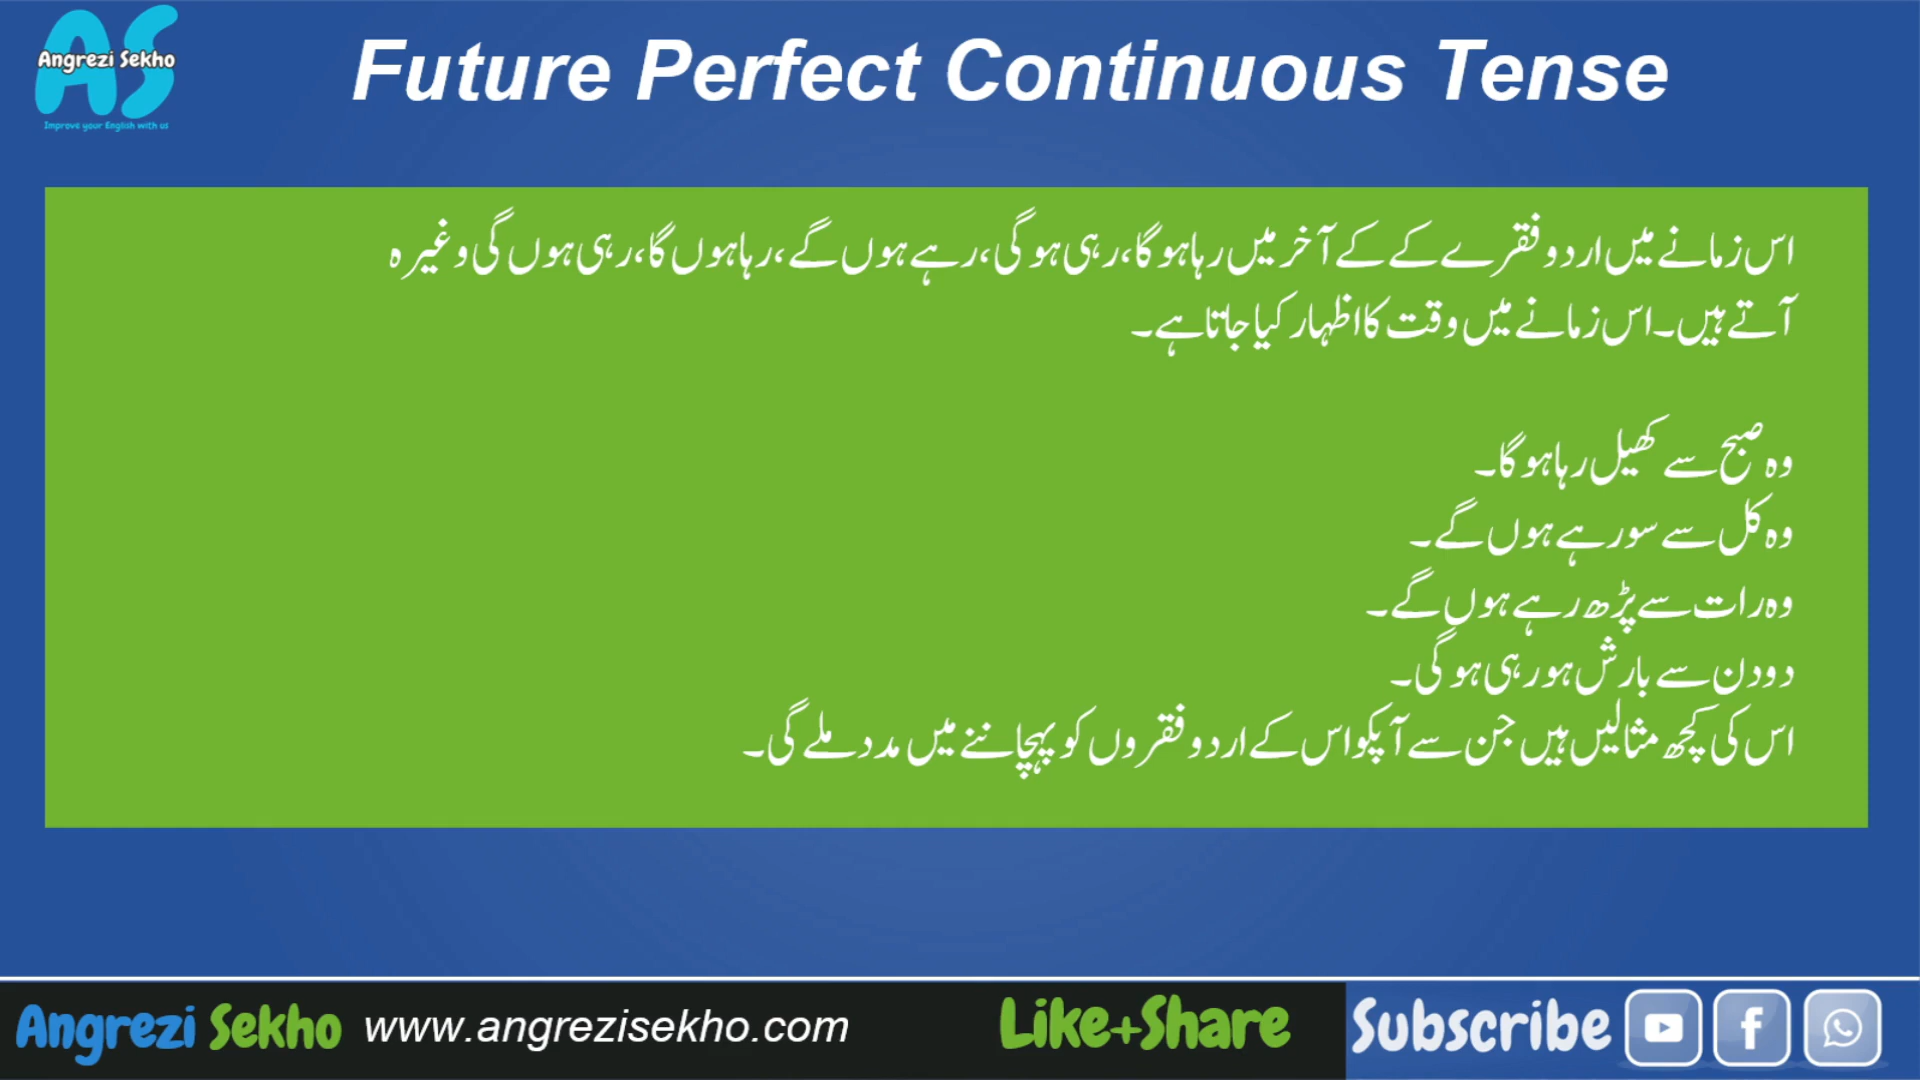 Angrezi Sekho
Improve your English with us
Future Perfect Continuous Tense
اس زمانے میں اردو فقرے کے کے آخر میں رہا ہو گا، رہی ہو گی، رہے ہوں گے، رہا ہوں گا، رہی ہوں گی وغیرہ
آتے ہیں۔ اس زمانے میں وقت کا اظہار کیا جاتا ہے۔
وہ صبح سے کھیل رہا ہو گا۔
وہ کل سے سو رہے ہوں گے۔
وہ رات سے پڑھ رہے ہوں گے۔
دو دن سے بارش ہو رہی ہو گی۔
اس کی کچھ مثالیں ہیں جن سے آپکو اس کے اردو فقروں کو پہچاننے میں مدد ملے گی۔
Angrezi Sekho www.angrezisekho.com Like+Share Subscribe